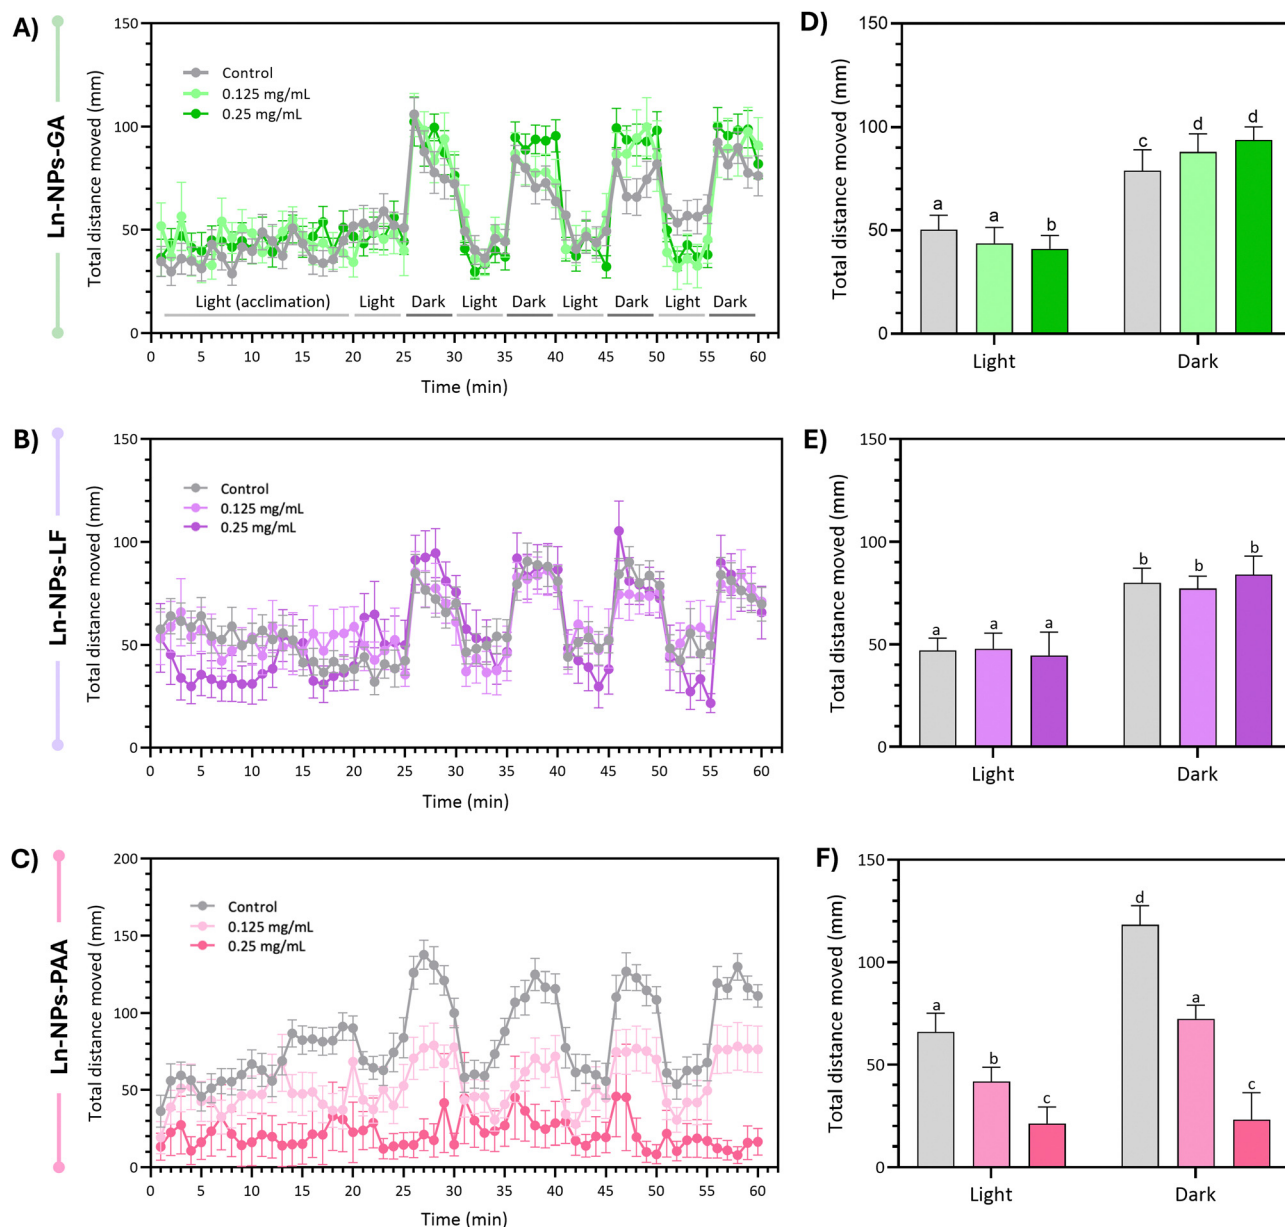 A)
Ln-NPs-GA
Total distance moved (mm)
150
100
50
0
Control
0.125 mg/mL
0.25 mg/mL
Light (acclimation) Light Dark Light Dark Light Dark Light Dark
0 5 10 15 20 25 30 35 40 45 50 55 60
Time (min)
D)
Total distance moved (mm)
150
100
50
0
a a b c d d
Light Dark
B)
Ln-NPs-LF
Total distance moved (mm)
150
100
50
0
Control
0.125 mg/mL
0.25 mg/mL
0 5 10 15 20 25 30 35 40 45 50 55 60
Time (min)
E)
Total distance moved (mm)
150
100
50
0
a a a b b b
Light Dark
C)
Ln-NPs-PAA
Total distance moved (mm)
200
150
100
50
0
Control
0.125 mg/mL
0.25 mg/mL
0 5 10 15 20 25 30 35 40 45 50 55 60
Time (min)
F)
Total distance moved (mm)
150
100
50
0
a b c d a c
Light Dark